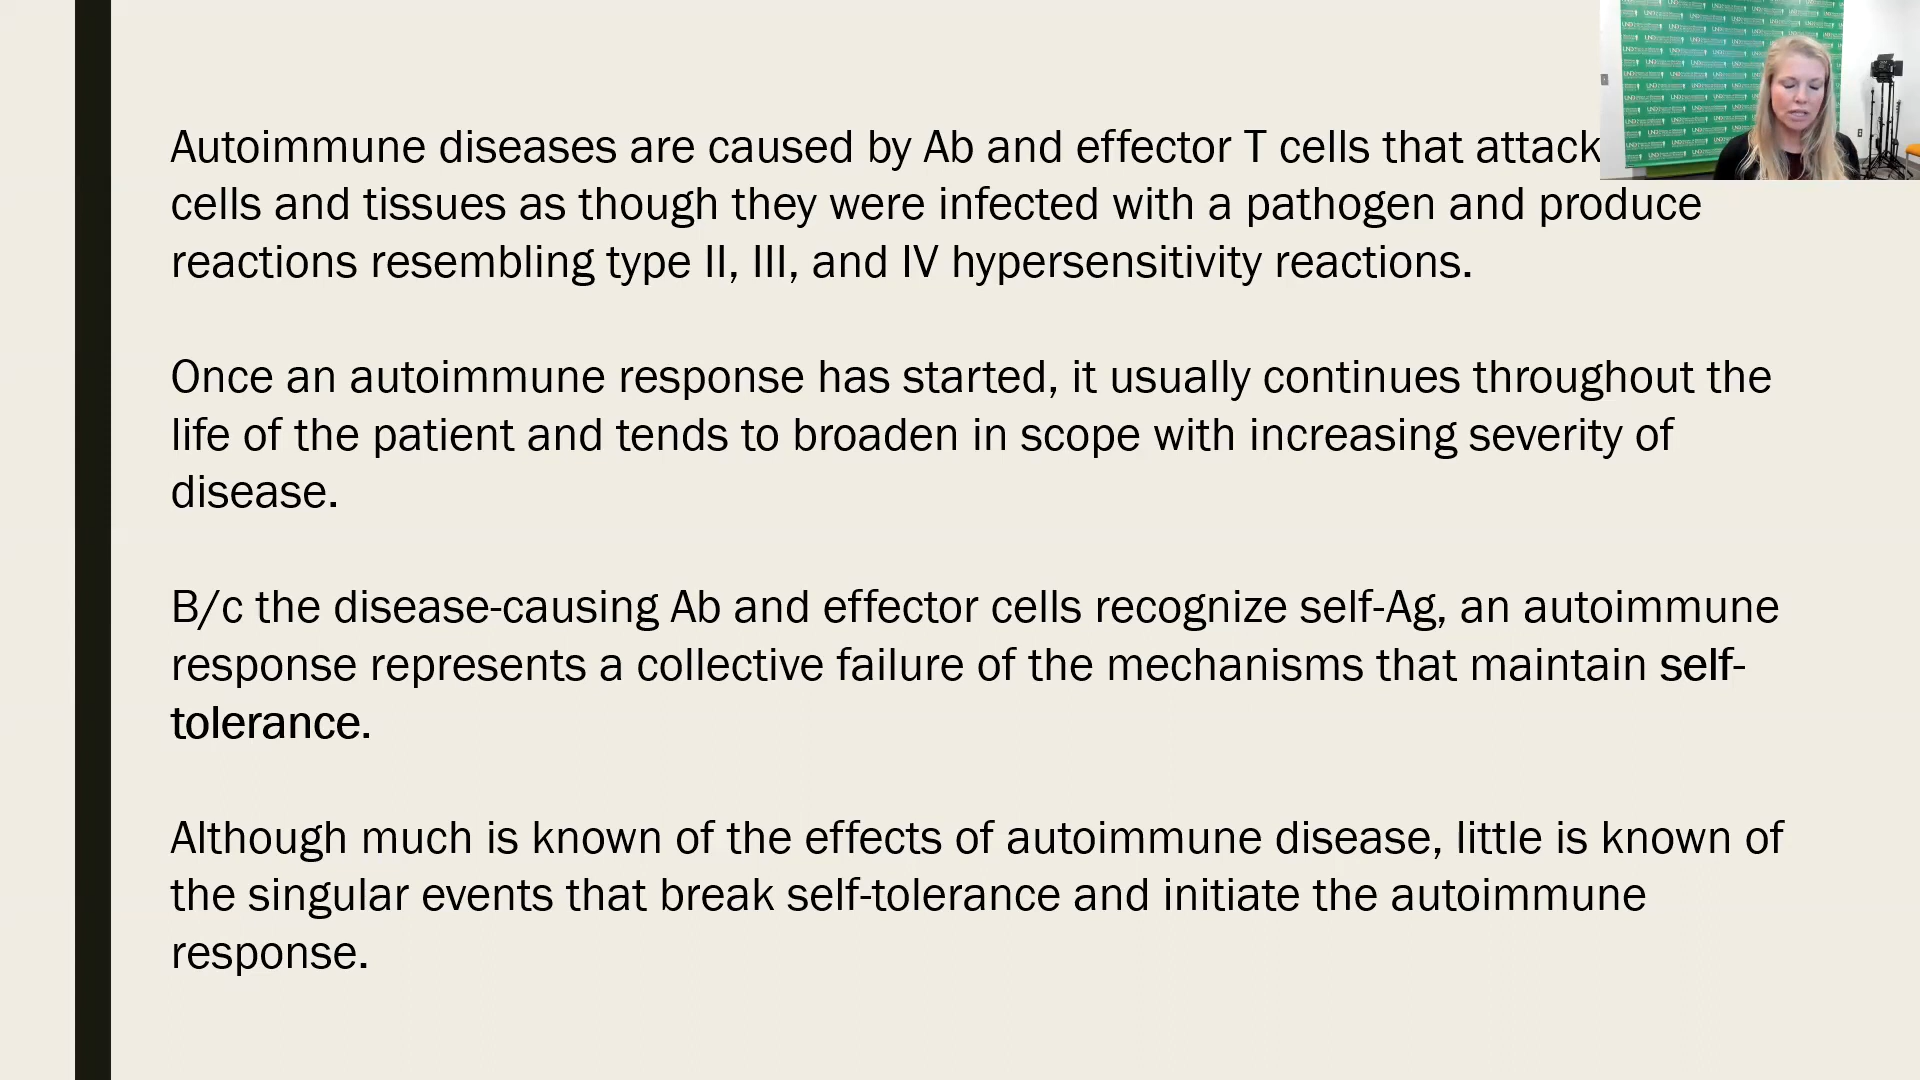 Autoimmune diseases are caused by Ab and effector T cells that attack
cells and tissues as though they were infected with a pathogen and produce
reactions resembling type II, III, and IV hypersensitivity reactions.
Once an autoimmune response has started, it usually continues throughout the
life of the patient and tends to broaden in scope with increasing severity of
disease.
B/c the disease-causing Ab and effector cells recognize self-Ag, an autoimmune
response represents a collective failure of the mechanisms that maintain self-
tolerance.
Although much is known of the effects of autoimmune disease, little is known of
the singular events that break self-tolerance and initiate the autoimmune
response.